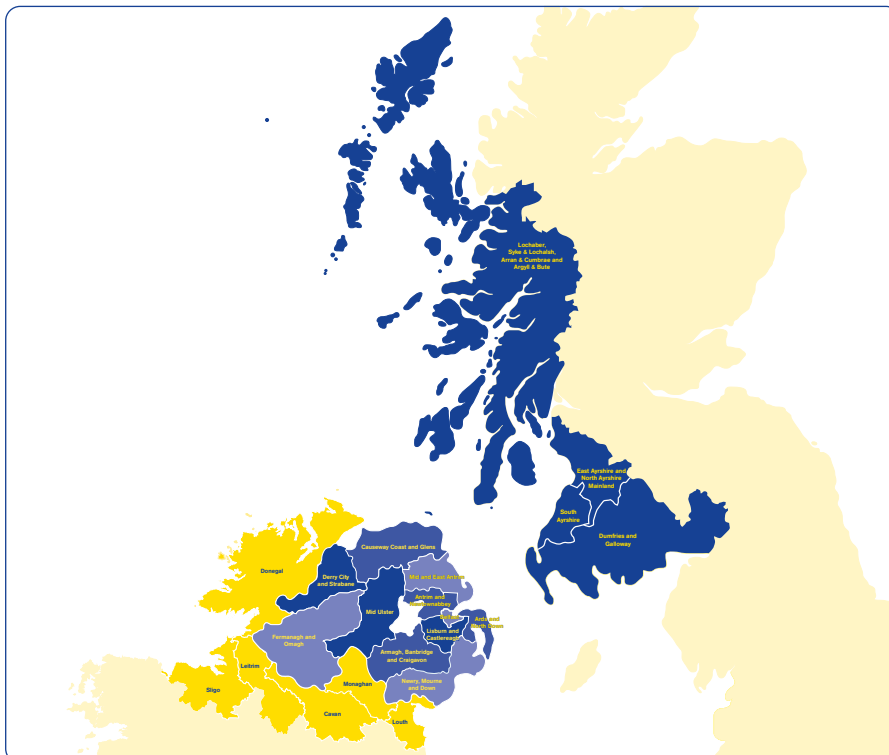 Lochaber,
Syke & Lochalsh,
Arran & Cumbrae and
Argyll & Bute
East Ayrshire and
North Ayrshire
Mainland
South
Ayrshire
Dumfries and
Galloway
Causeway Coast and Glens
Donegal
Derry City
and Strabane
Mid and East Antrim
Antrim and
Newtownabbey
Mid Ulster
Belfast
Ards and
North Down
Fermanagh and
Omagh
Lisburn and
Castlereagh
Armagh, Banbridge
and Craigavon
Leitrim
Monaghan
Newry, Mourne
and Down
Sligo
Cavan
Louth